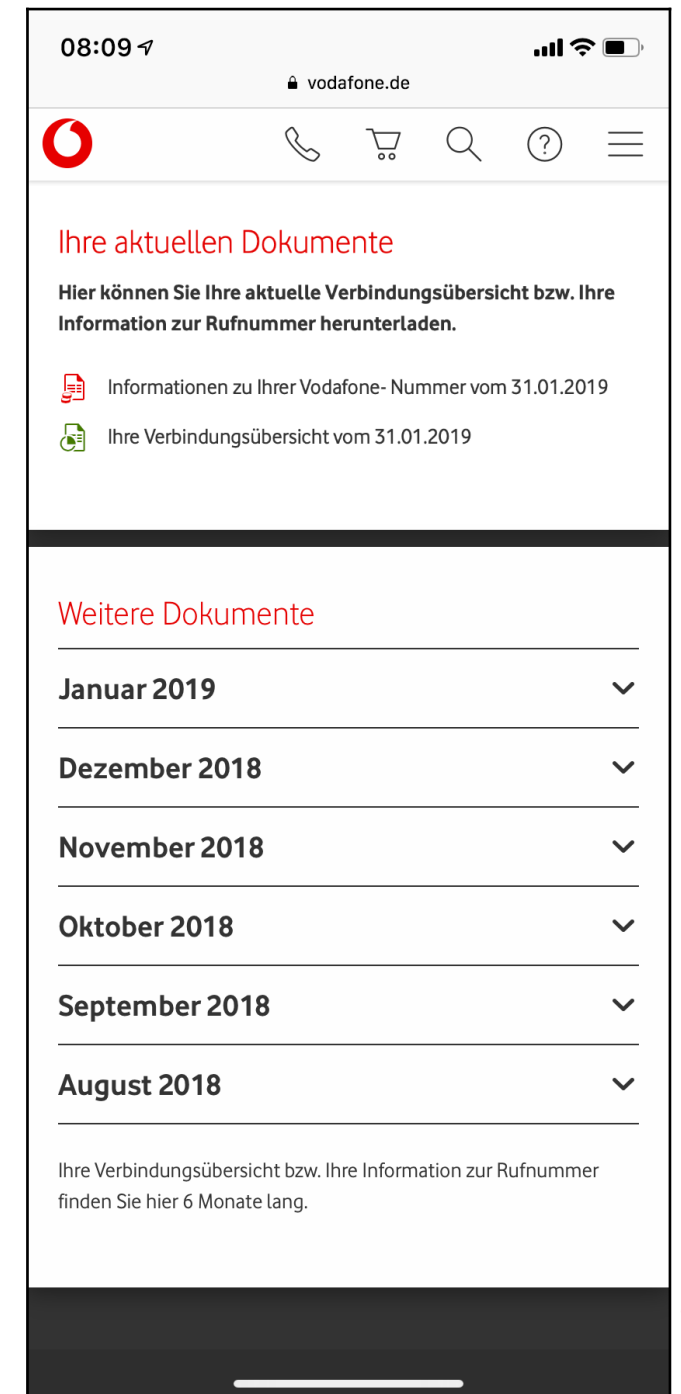 08:09
vodafone.de
Ihre aktuellen Dokumente
Hier können Sie Ihre aktuelle Verbindungsübersicht bzw. Ihre
Information zur Rufnummer herunterladen.
Informationen zu Ihrer Vodafone- Nummer vom 31.01.2019
Ihre Verbindungsübersicht vom 31.01.2019
Weitere Dokumente
Januar 2019
Dezember 2018
November 2018
Oktober 2018
September 2018
August 2018
Ihre Verbindungsübersicht bzw. Ihre Information zur Rufnummer
finden Sie hier 6 Monate lang.